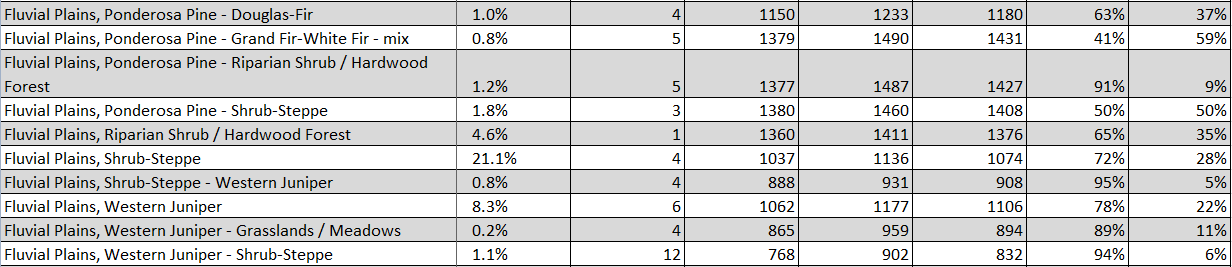 Fluvial Plains, Ponderosa Pine - Douglas-Fir 1.0% 4 1150 1233 1180 63% 37%
Fluvial Plains, Ponderosa Pine - Grand Fir-White Fir - mix 0.8% 5 1379 1490 1431 41% 59%
Fluvial Plains, Ponderosa Pine - Riparian Shrub / Hardwood
Forest 1.2% 5 1377 1487 1427 91% 9%
Fluvial Plains, Ponderosa Pine - Shrub-Steppe 1.8% 3 1380 1460 1408 50% 50%
Fluvial Plains, Riparian Shrub / Hardwood Forest 4.6% 1 1360 1411 1376 65% 35%
Fluvial Plains, Shrub-Steppe 21.1% 4 1037 1136 1074 72% 28%
Fluvial Plains, Shrub-Steppe - Western Juniper 0.8% 4 888 931 908 95% 5%
Fluvial Plains, Western Juniper 8.3% 6 1062 1177 1106 78% 22%
Fluvial Plains, Western Juniper - Grasslands / Meadows 0.2% 4 865 959 894 89% 11%
Fluvial Plains, Western Juniper - Shrub-Steppe 1.1% 12 768 902 832 94% 6%